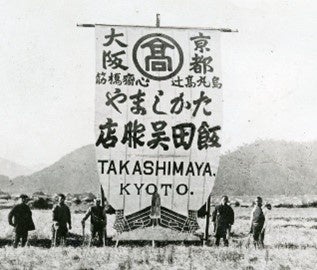 京都 大阪
烏丸高辻 心齋橋筋
髙
たかしまや
飯田呉服店
TAKASHIMAYA.
KYOTO.